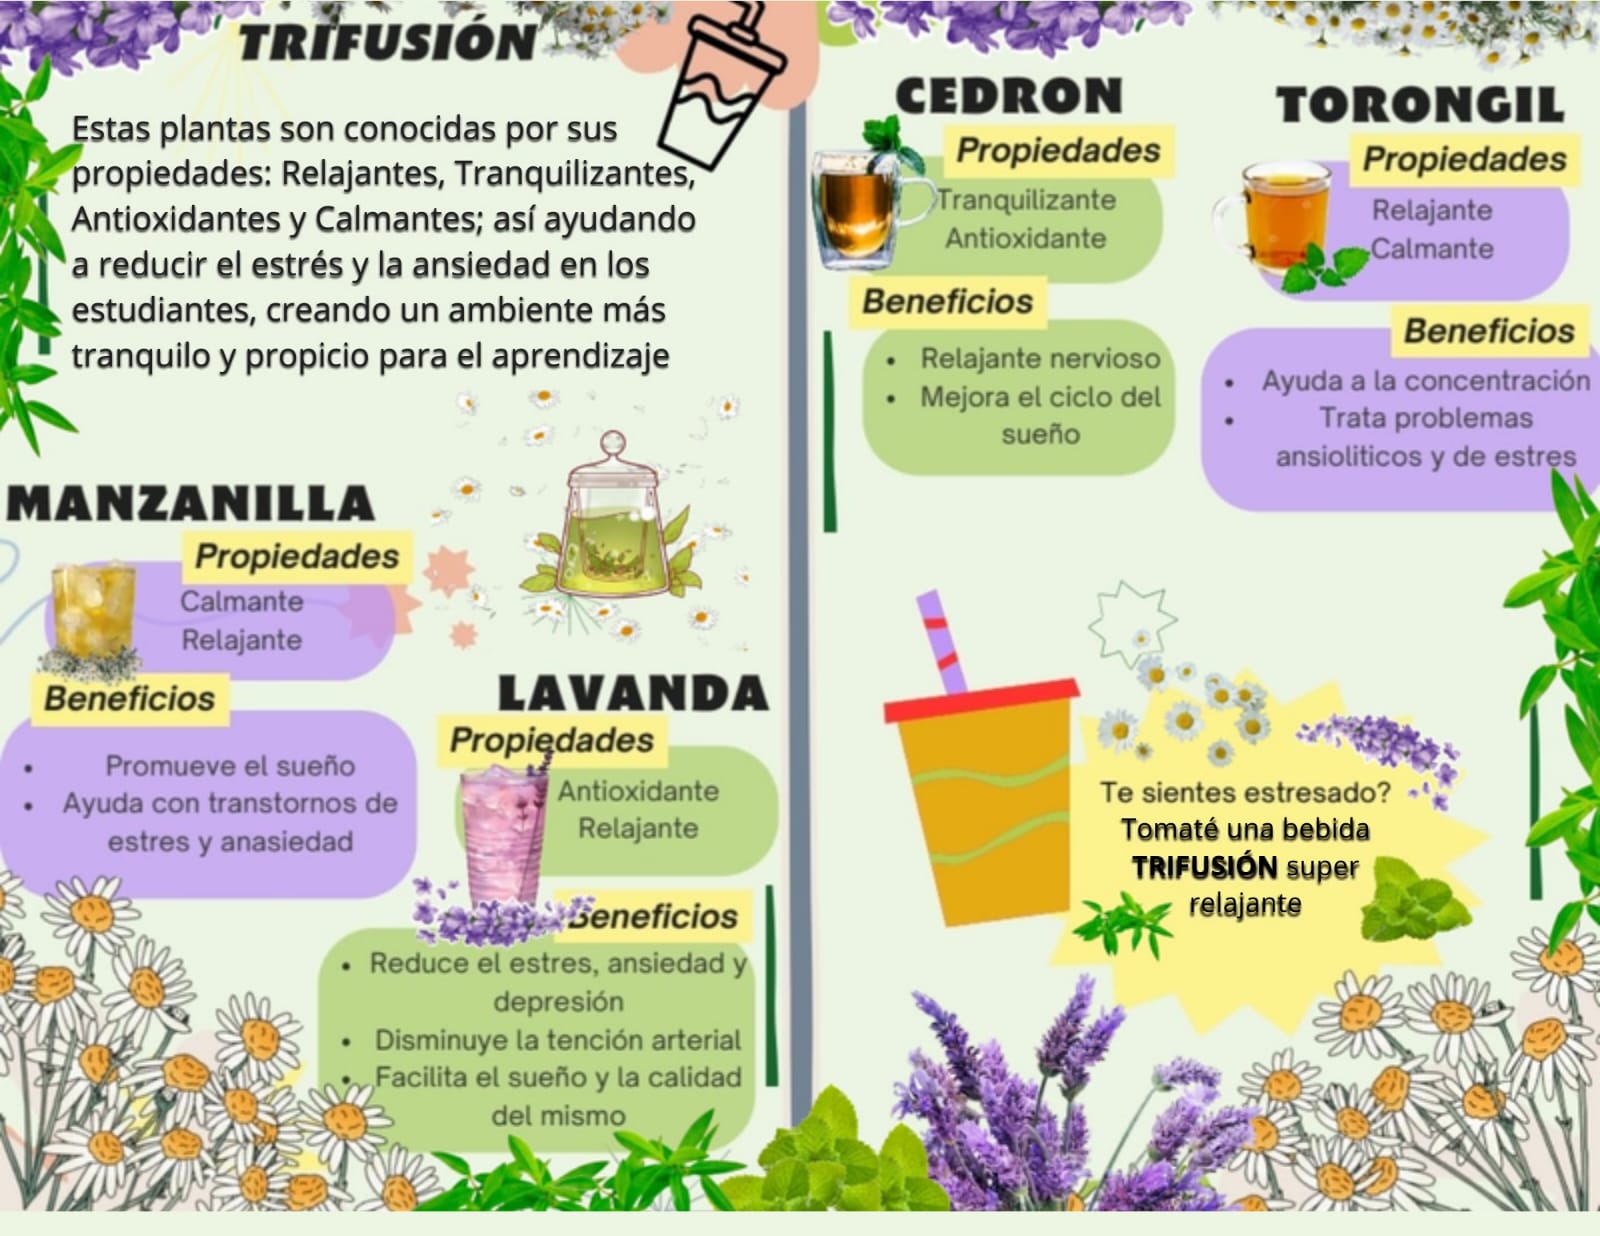 TRIFUSIÓN
Estas plantas son conocidas por sus
propiedades: Relajantes, Tranquilizantes,
Antioxidantes y Calmantes; así ayudando
a reducir el estrés y la ansiedad en los
estudiantes, creando un ambiente más
tranquilo y propicio para el aprendizaje
MANZANILLA
Propiedades
Calmante
Relajante
Beneficios
• Promueve el sueño
• Ayuda con transtornos de
estres y anasiedad
LAVANDA
Propiedades
Antioxidante
Relajante
Beneficios
• Reduce el estres, ansiedad y
depresión
• Disminuye la tención arterial
• Facilita el sueño y la calidad
del mismo
CEDRON
Propiedades
Tranquilizante
Antioxidante
Beneficios
• Relajante nervioso
• Mejora el ciclo del
sueño
TORONGIL
Propiedades
Relajante
Calmante
Beneficios
• Ayuda a la concentración
• Trata problemas
ansioliticos y de estres
Te sientes estresado?
Tomaté una bebida
TRIFUSIÓN super
relajante